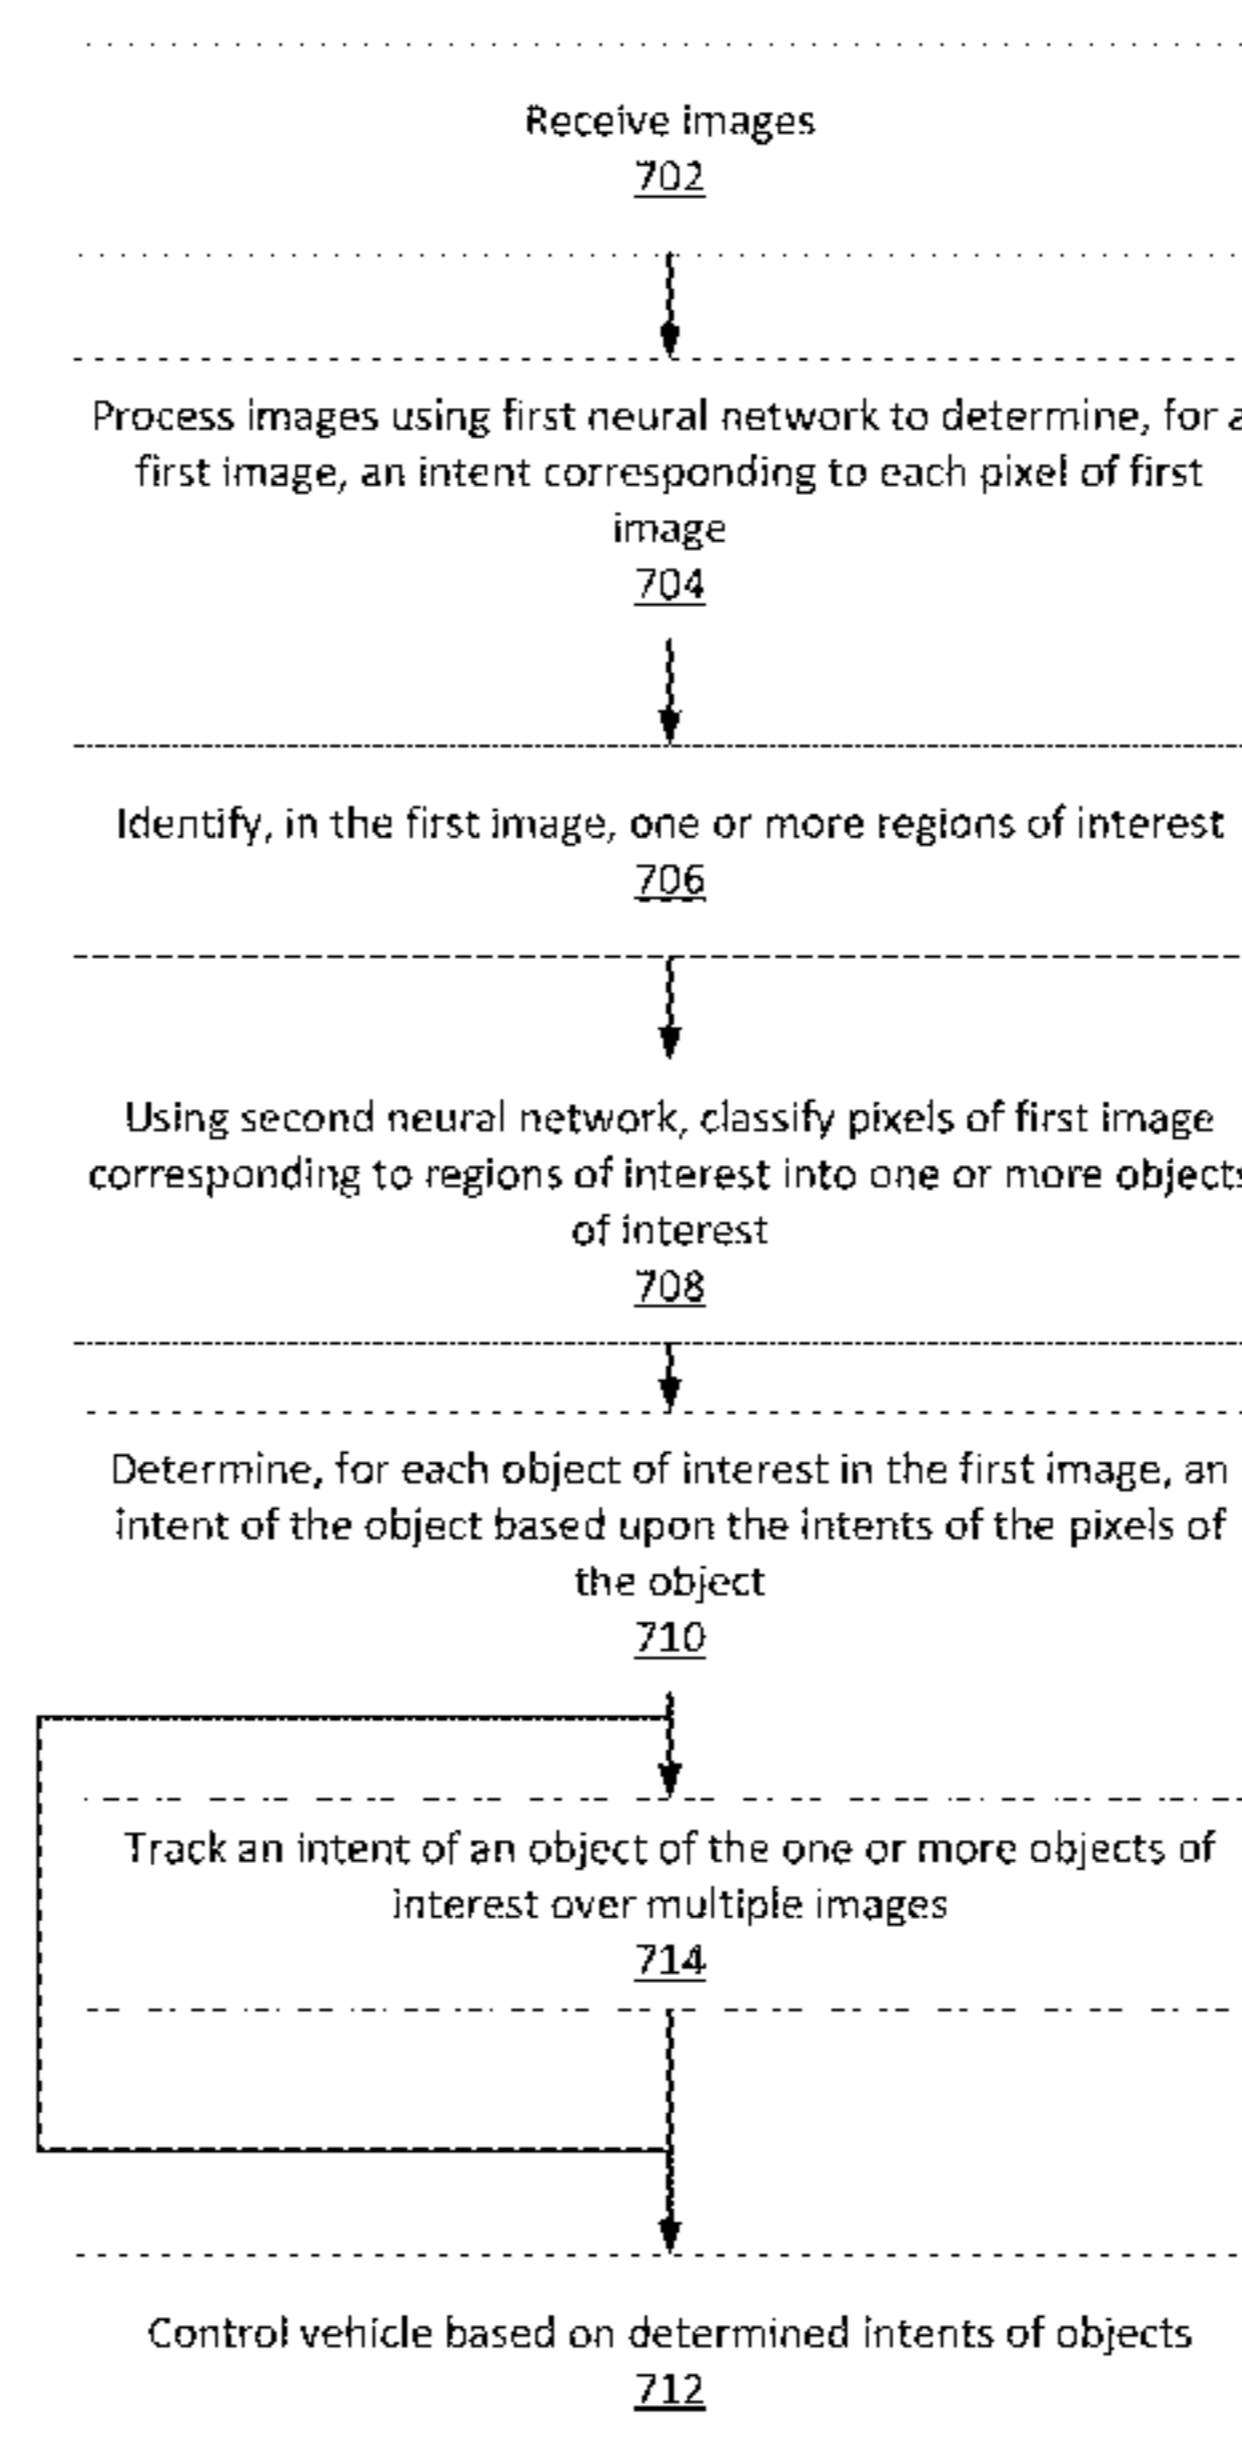 Receive images
702
Process images using first neural network to determine, for a
first image, an intent corresponding to each pixel of first
image
704
Identify, in the first image, one or more regions of interest
706
Using second neural network, classify pixels of first image
corresponding to regions of interest into one or more objects
of interest
708
Determine, for each object of interest in the first image, an
intent of the object based upon the intents of the pixels of
the object
710
Track an intent of an object of the one or more objects of
interest over multiple images
714
Control vehicle based on determined intents of objects
712